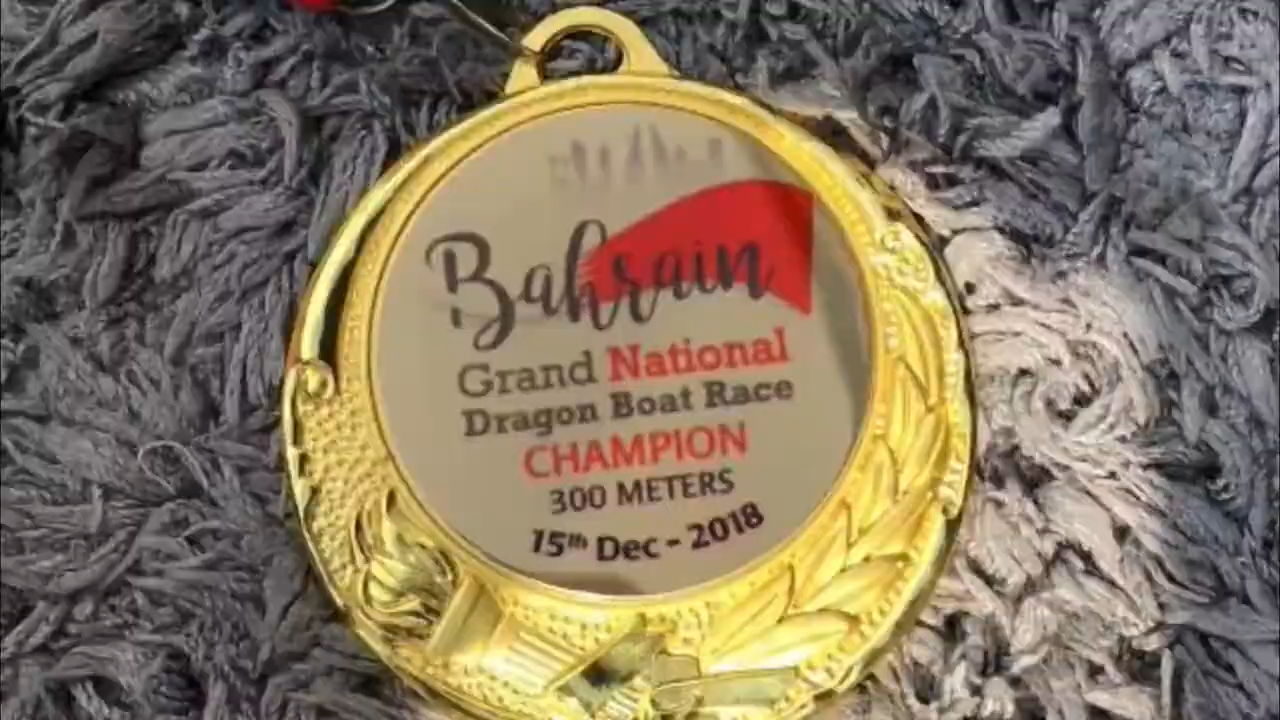 Bahrain
Grand National
Dragon Boat Race
CHAMPION
300 METERS
15th Dec - 2018